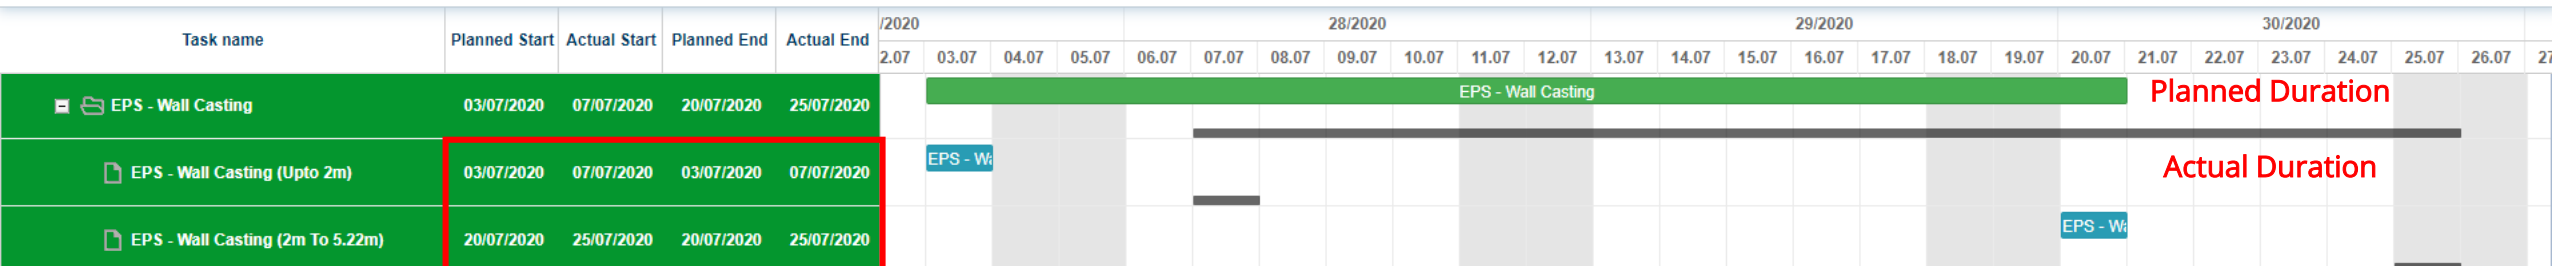 Task name Planned Start Actual Start Planned End Actual End
/2020 28/2020 29/2020 30/2020
2.07 03.07 04.07 05.07 06.07 07.07 08.07 09.07 10.07 11.07 12.07 13.07 14.07 15.07 16.07 17.07 18.07 19.07 20.07 21.07 22.07 23.07 24.07 25.07 26.07 27
EPS - Wall Casting 03/07/2020 07/07/2020 20/07/2020 25/07/2020 EPS - Wall Casting Planned Duration
EPS - Wall Casting (Upto 2m) 03/07/2020 07/07/2020 03/07/2020 07/07/2020 EPS - Wa Actual Duration
EPS - Wall Casting (2m To 5.22m) 20/07/2020 25/07/2020 20/07/2020 25/07/2020 EPS - Wa